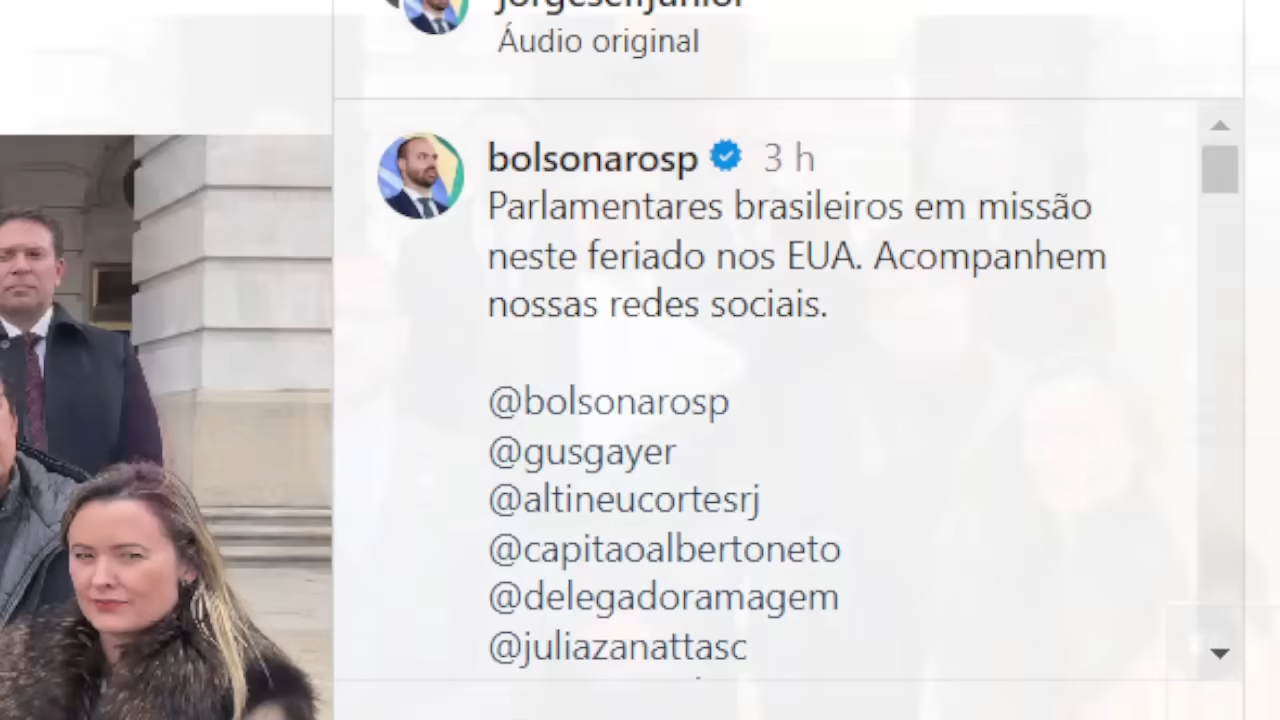 Áudio original
bolsonarosp 3 h
Parlamentares brasileiros em missão
neste feriado nos EUA. Acompanhem
nossas redes sociais.
@bolsonarosp
@gusgayer
@altineucortesrj
@capitaoalbertoneto
@delegadoramagem
@juliazanattasc